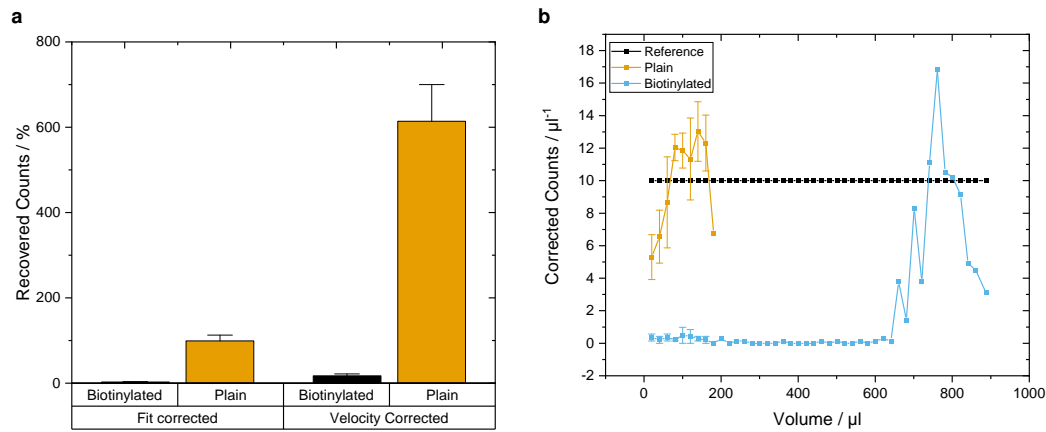 a
800
600
400
200
0
Recovered Counts / %
Biotinylated Plain Biotinylated Plain
Fit corrected Velocity Corrected
b
18
16
14
12
10
8
6
4
2
0
-2
Corrected Counts / µl⁻¹
Reference
Plain
Biotinylated
0 200 400 600 800 1000
Volume / µl